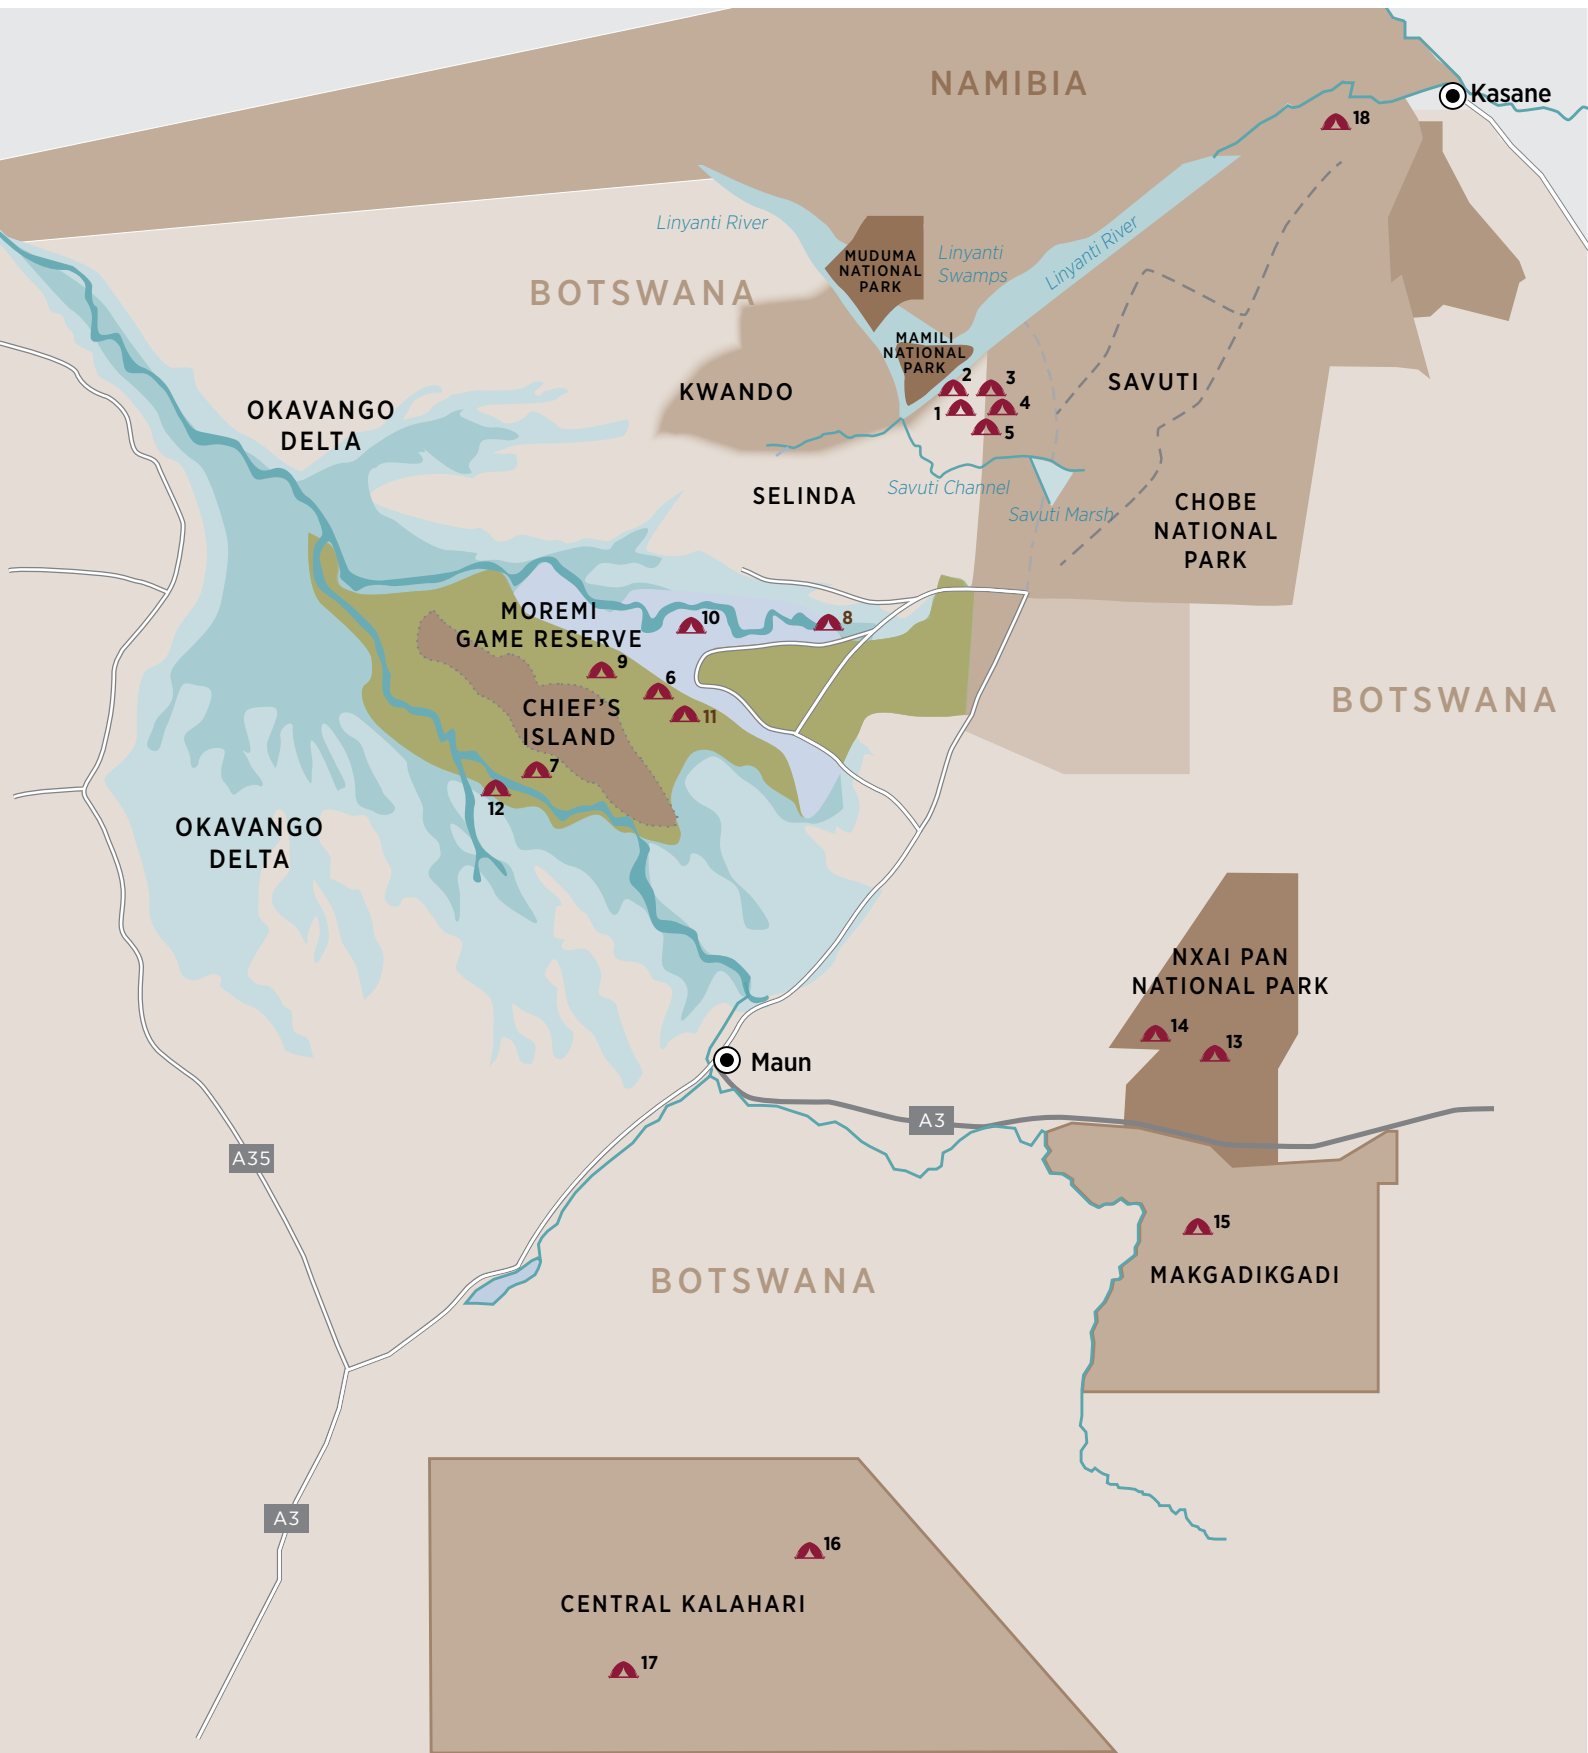 NAMIBIA
Kasane
18
Linyanti River
MUDUMA
NATIONAL
PARK
Linyanti
Swamps
Linyanti River
BOTSWANA
MAMILI
NATIONAL
PARK
KWANDO
2
3
1
4
5
SAVUTI
OKAVANGO
DELTA
SELINDA
Savuti Channel
Savuti Marsh
CHOBE
NATIONAL
PARK
MOREMI
GAME RESERVE
10
8
9
6
11
CHIEF'S
ISLAND
7
12
BOTSWANA
OKAVANGO
DELTA
NXAI PAN
NATIONAL PARK
14
13
Maun
A3
A35
15
MAKGADIKGADI
BOTSWANA
A3
16
CENTRAL KALAHARI
17